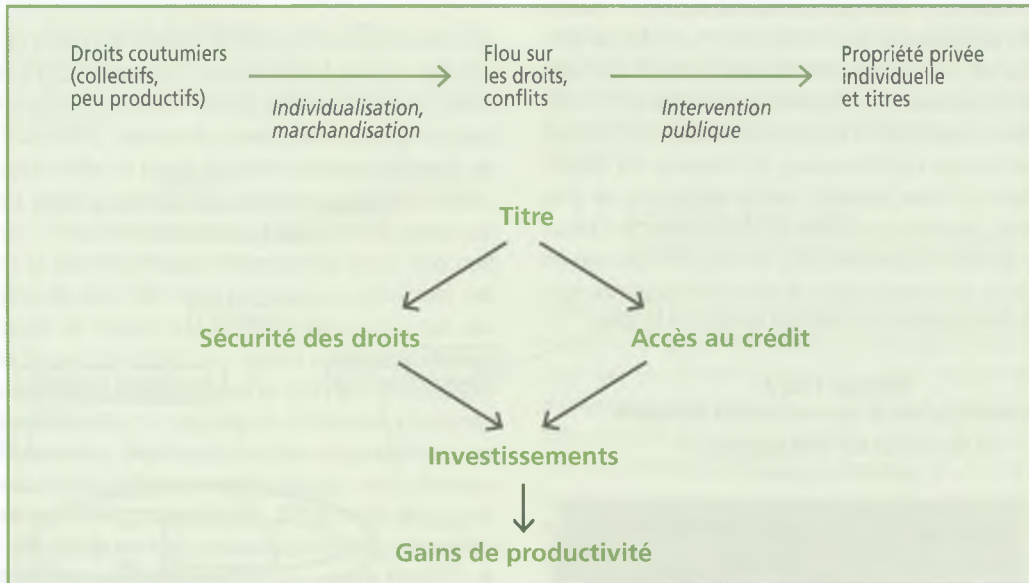 Droits coutumiers
(collectifs,
peu productifs)
Individualisation,
marchandisation
Flou sur
les droits,
conflits
Intervention
publique
Propriété privée
individuelle
et titres
Titre
Sécurité des droits
Accès au crédit
Investissements
Gains de productivité